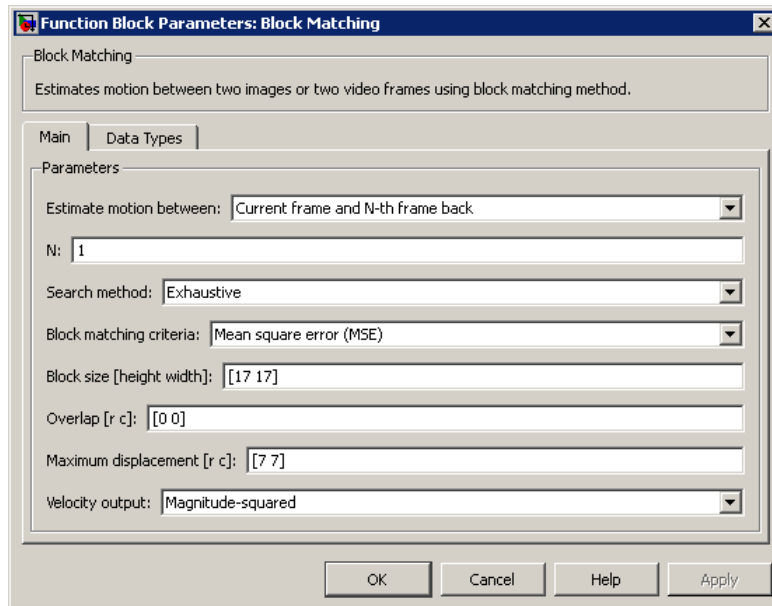 Function Block Parameters: Block Matching
Block Matching
Estimates motion between two images or two video frames using block matching method.
Main Data Types
Parameters
Estimate motion between: Current frame and N-th frame back
N: 1
Search method: Exhaustive
Block matching criteria: Mean square error (MSE)
Block size [height width]: [17 17]
Overlap [r c]: [0 0]
Maximum displacement [r c]: [7 7]
Velocity output: Magnitude-squared
OK Cancel Help Apply